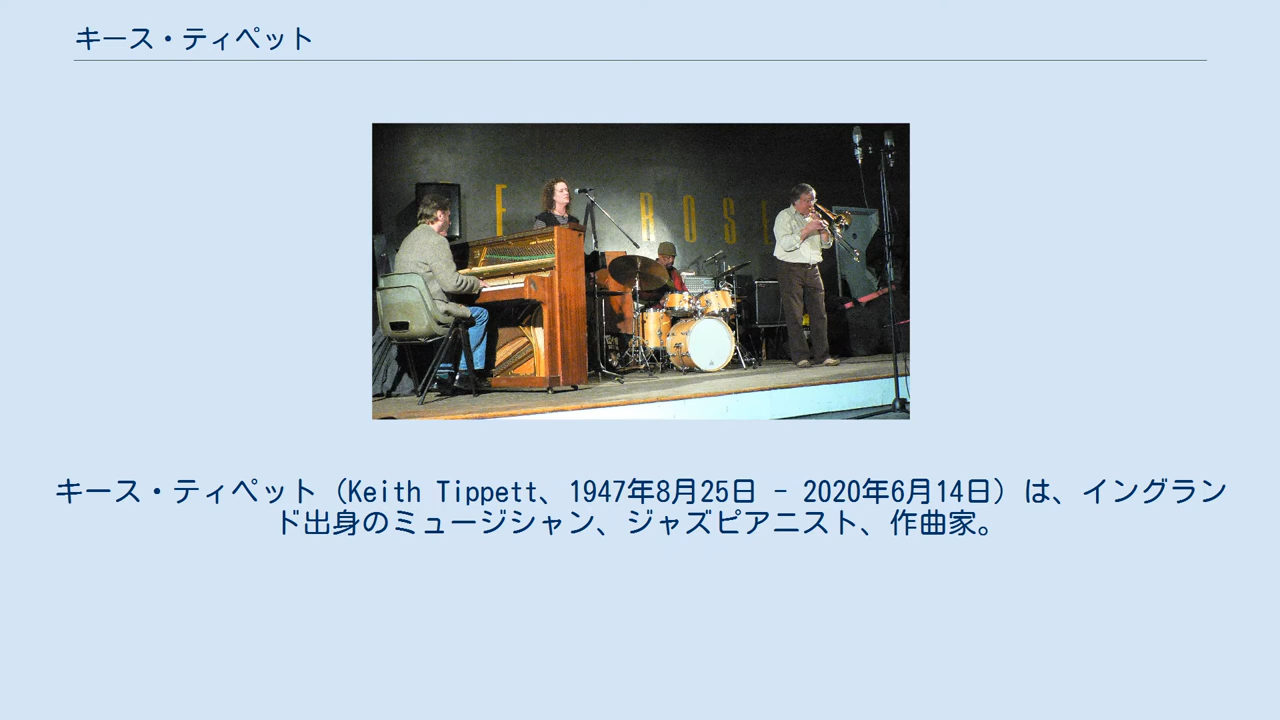 キース・ティペット
F ROSE
キース・ティペット（Keith Tippett、1947年8月25日 - 2020年6月14日）は、イングラン
ド出身のミュージシャン、ジャズピアニスト、作曲家。